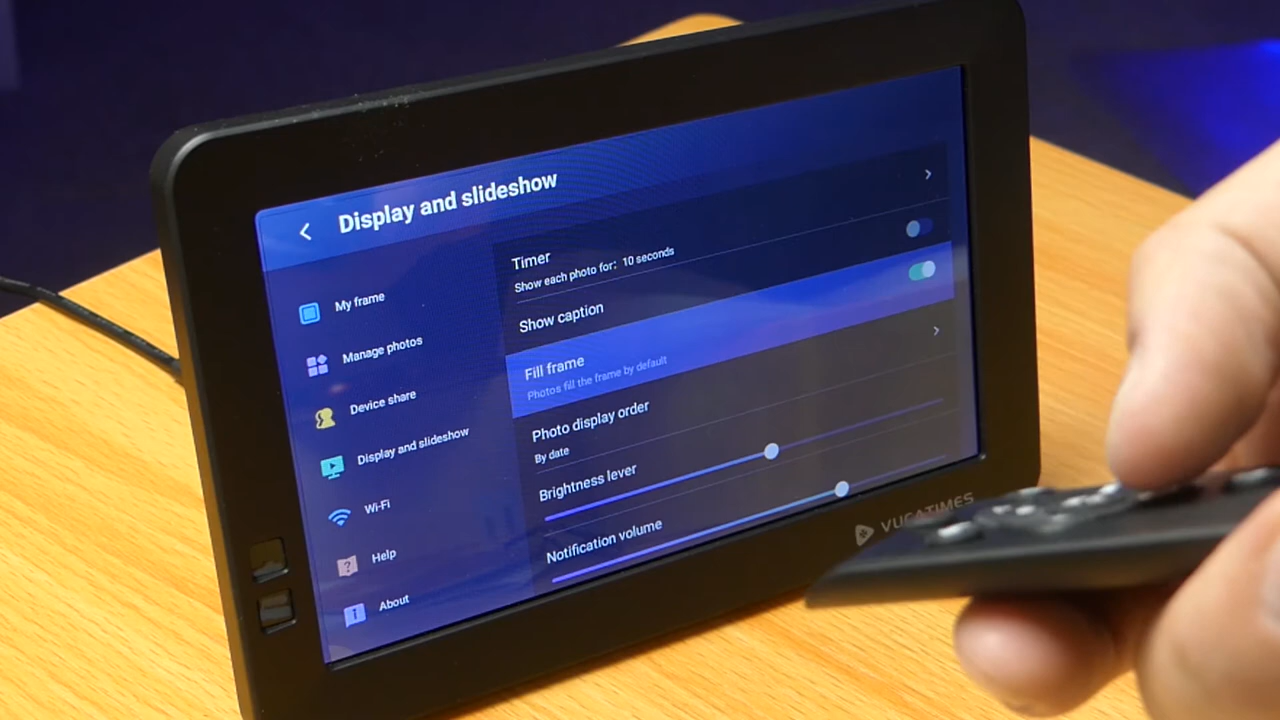 Display and slideshow
My frame
Manage photos
Device share
Display and slideshow
Wi-Fi
Help
About
Timer
Show each photo for: 10 seconds
Show caption
Fill frame
Photos fill the frame by default
Photo display order
By date
Brightness lever
Notification volume
VUCATIMES